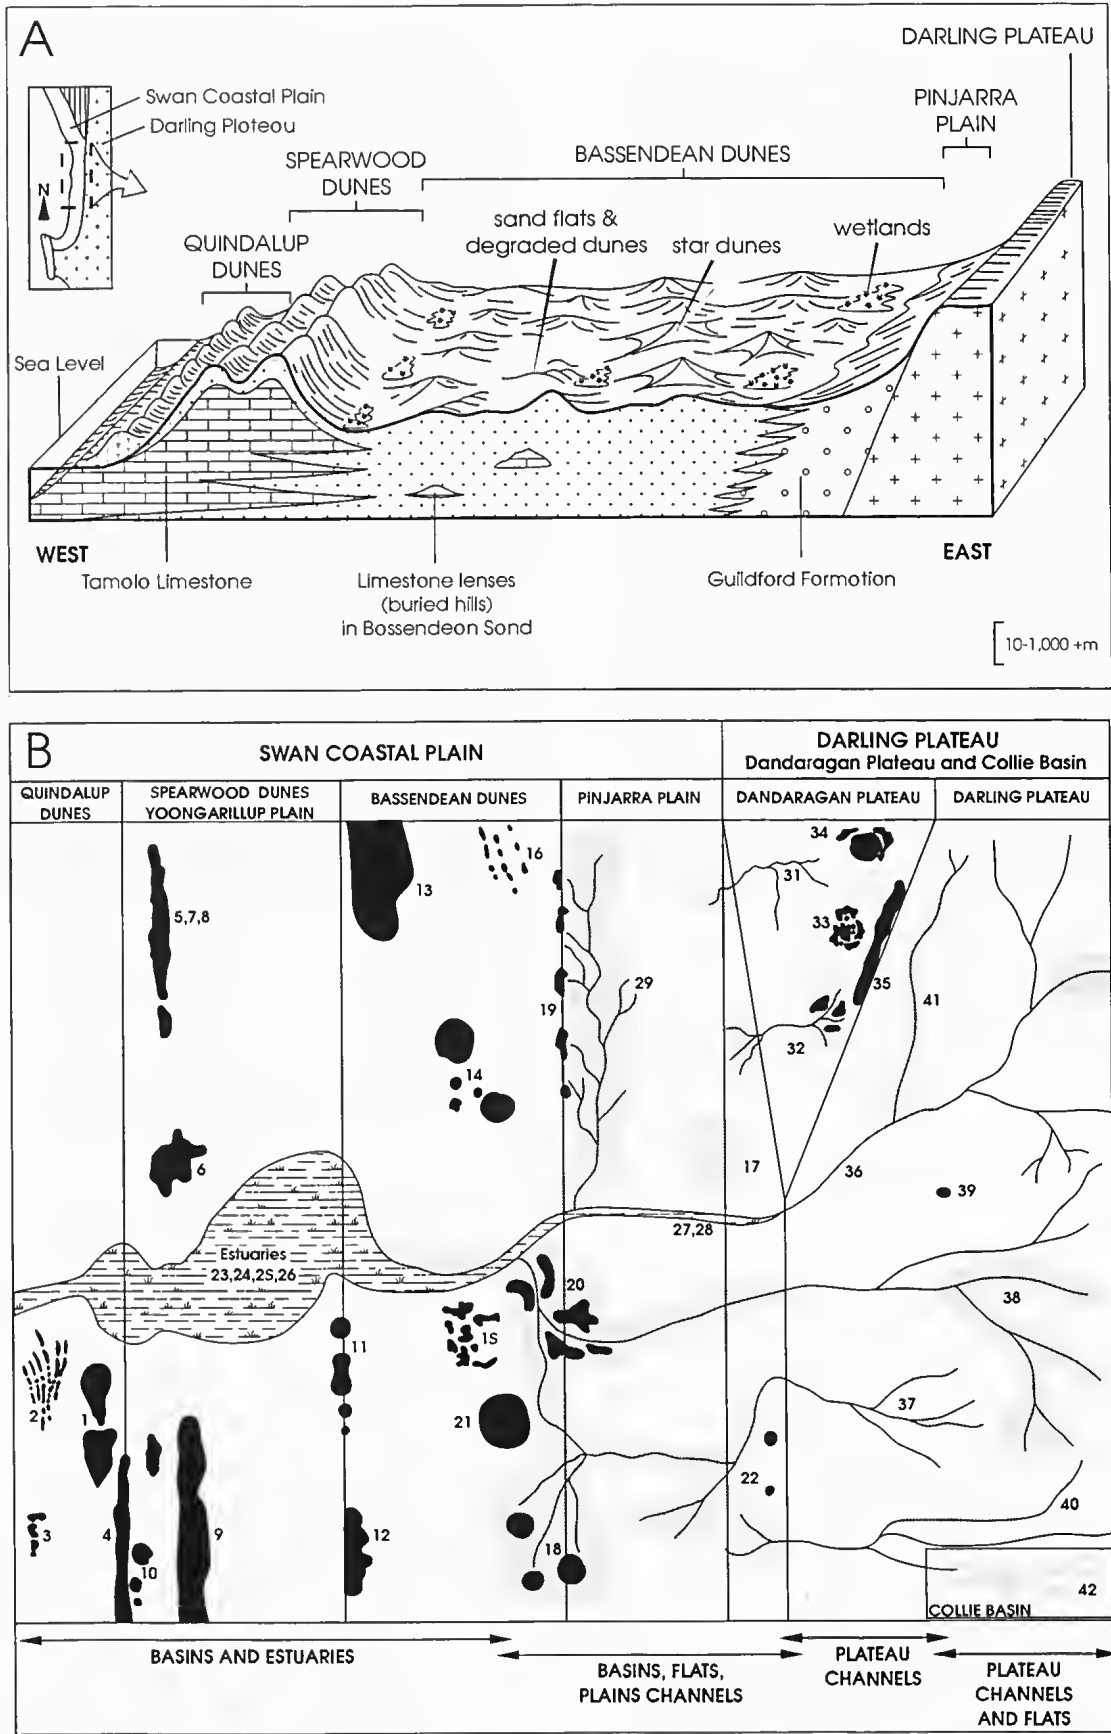 A
DARLING PLATEAU
Swan Coastal Plain
Darling Ploteou
PINJARRA
PLAIN
N
SPEARWOOD
DUNES
BASSENDEAN DUNES
sand flats &
degraded dunes
star dunes
wetlands
QUINDALUP
DUNES
Sea Level
WEST
EAST
Tamolo Limestone
Limestone lenses
(buried hills)
in Bossendeon Sond
Guildford Formotion
10-1,000 +m
B
SWAN COASTAL PLAIN
DARLING PLATEAU
Dandaragan Plateau and Collie Basin
QUINDALUP
DUNES
SPEARWOOD DUNES
YOONGARILLUP PLAIN
BASSENDEAN DUNES
PiNJARRA PLAIN
DANDARAGAN PLATEAU
DARLING PLATEAU
34
16
31
13
5,7,8
33
29
35
41
19
32
14
17
36
6
39
27,28
Estuaries
23,24,2S,26
20
38
11
1S
2
1
37
21
22
40
3
4
9
12
10
18
42
COLLIE BASIN
BASINS AND ESTUARIES
BASINS, FLATS,
PLAINS CHANNELS
PLATEAU
CHANNELS
PLATEAU
CHANNELS
AND FLATS